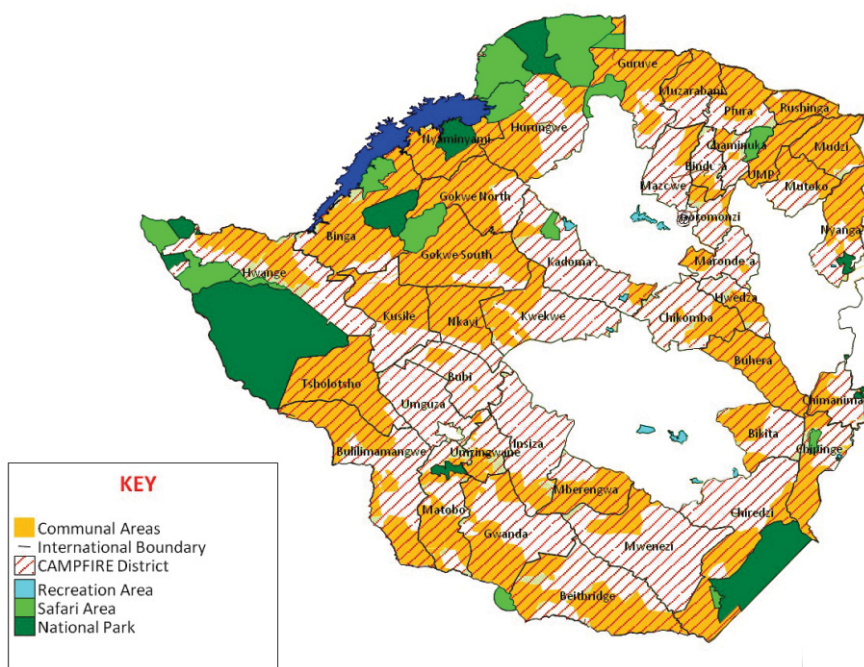 Guruve
Muzarabani
Pfura
Rushinga
Hurungwe
Nyaminyami
Chaminuka
Mudzi
Bindura
UMP
Mazowe
Mutoko
Gokwe North
Goromonzi
Nyanga
Binga
Gokwe South
Kadoma
Marondera
Hwange
Hwedza
Kusile
Nkayi
Kwekwe
Chikomba
Buhera
Tsholotsho
Bubi
Chimanima
Umguza
Bikita
Insiza
Chipinge
Bulilimamangwe
Umzingwane
Mberengwa
Matobo
Chiredzi
Gwanda
Mwenezi
Beitbridge
KEY
Communal Areas
International Boundary
CAMPFIRE District
Recreation Area
Safari Area
National Park